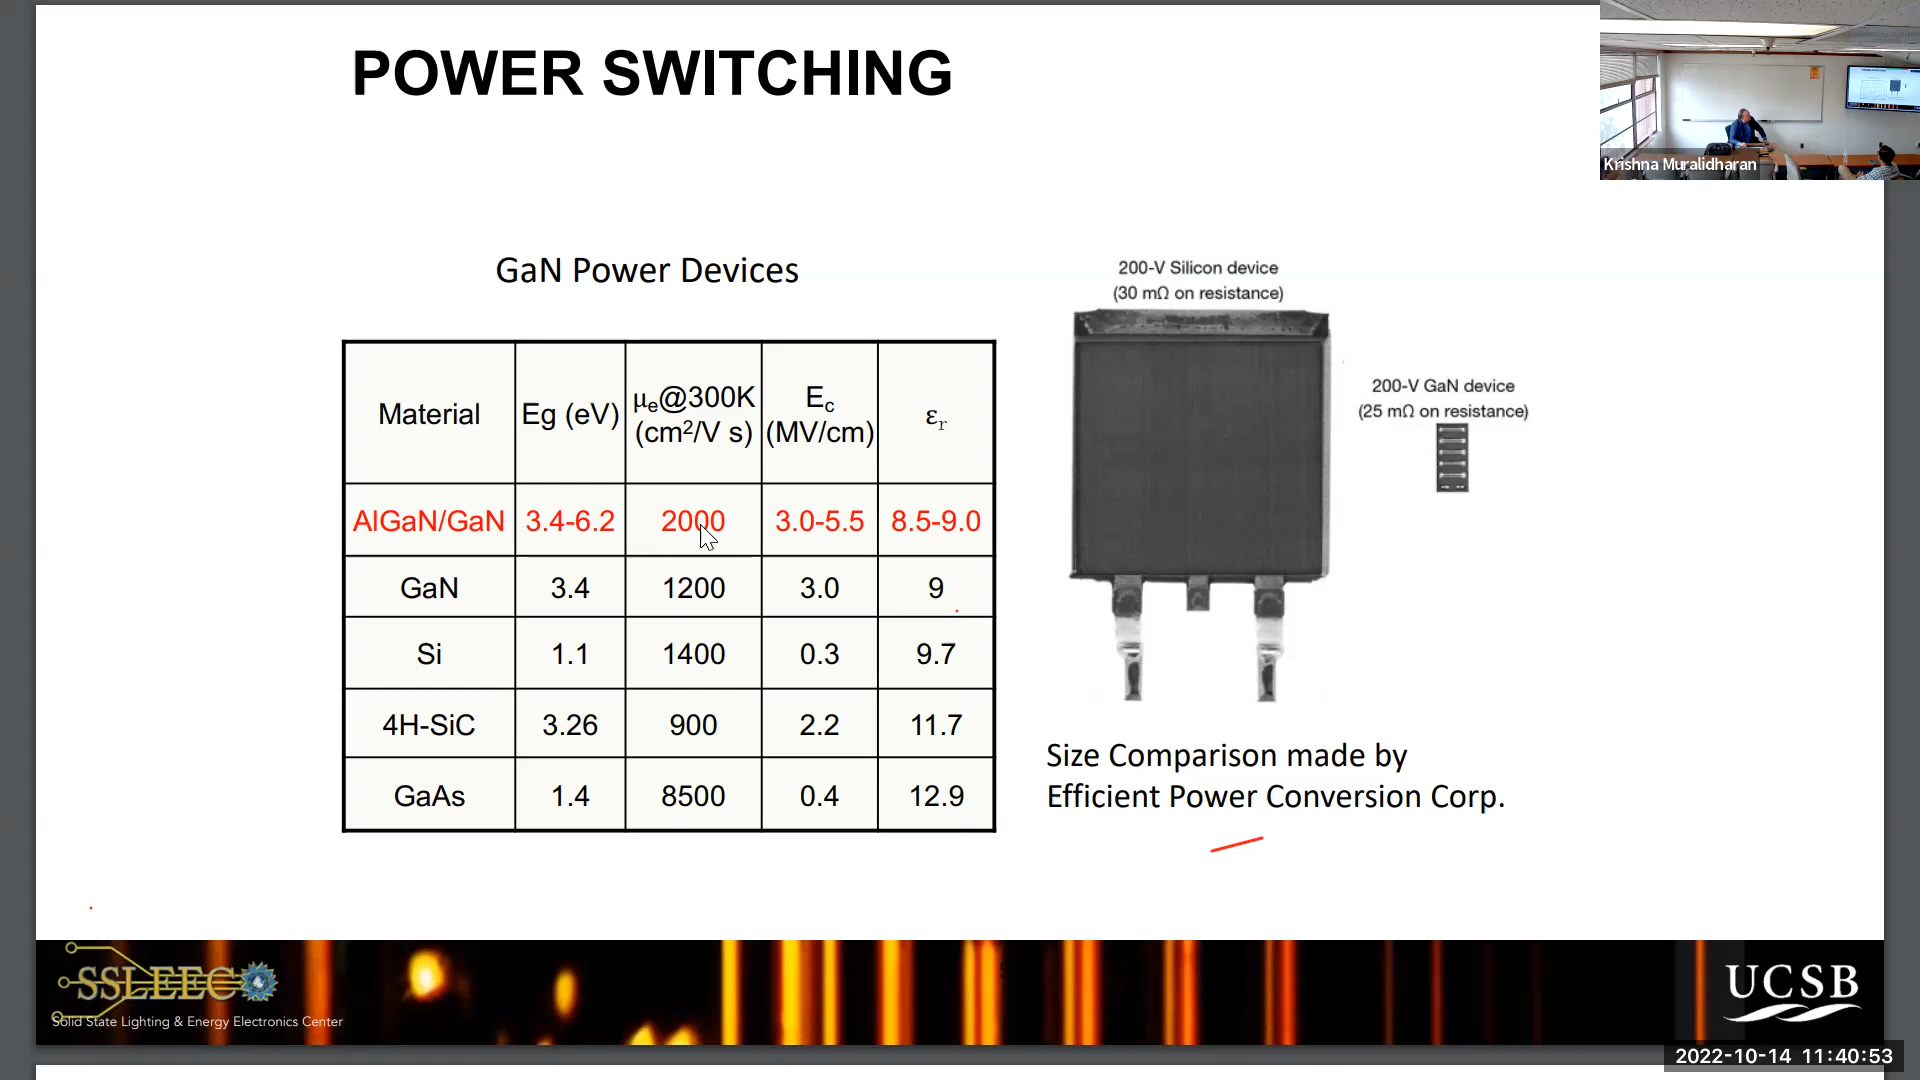 POWER SWITCHING
Krishna Muralidharan
GaN Power Devices
Material Eg (eV) μe@300K (cm²/V s) Ec (MV/cm) εr
AlGaN/GaN 3.4-6.2 2000 3.0-5.5 8.5-9.0
GaN 3.4 1200 3.0 9
Si 1.1 1400 0.3 9.7
4H-SiC 3.26 900 2.2 11.7
GaAs 1.4 8500 0.4 12.9
200-V Silicon device
(30 mΩ on resistance)
200-V GaN device
(25 mΩ on resistance)
Size Comparison made by
Efficient Power Conversion Corp.
SSLEEC
Solid State Lighting & Energy Electronics Center
UCSB
2022-10-14 11:40:53